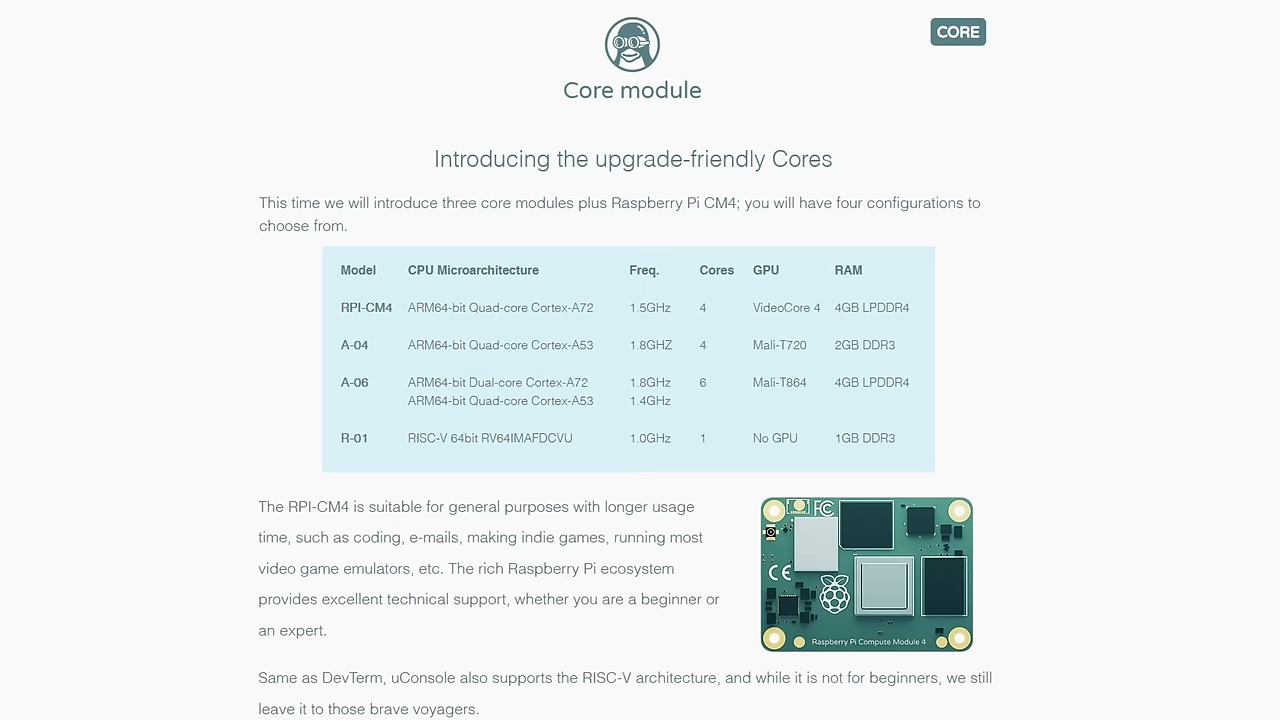 CORE
Core module
Introducing the upgrade-friendly Cores
This time we will introduce three core modules plus Raspberry Pi CM4; you will have four configurations to
choose from.
Model CPU Microarchitecture Freq. Cores GPU RAM
RPI-CM4 ARM64-bit Quad-core Cortex-A72 1.5GHz 4 VideoCore 4 4GB LPDDR4
A-04 ARM64-bit Quad-core Cortex-A53 1.8GHZ 4 Mali-T720 2GB DDR3
A-06 ARM64-bit Dual-core Cortex-A72 1.8GHz 6 Mali-T864 4GB LPDDR4
ARM64-bit Quad-core Cortex-A53 1.4GHz
R-01 RISC-V 64bit RV64IMAFDCVU 1.0GHz 1 No GPU 1GB DDR3
The RPI-CM4 is suitable for general purposes with longer usage
time, such as coding, e-mails, making indie games, running most
video game emulators, etc. The rich Raspberry Pi ecosystem
provides excellent technical support, whether you are a beginner or
an expert.
FC
CE
Raspberry Pi Compute Module 4
Same as DevTerm, uConsole also supports the RISC-V architecture, and while it is not for beginners, we still
leave it to those brave voyagers.